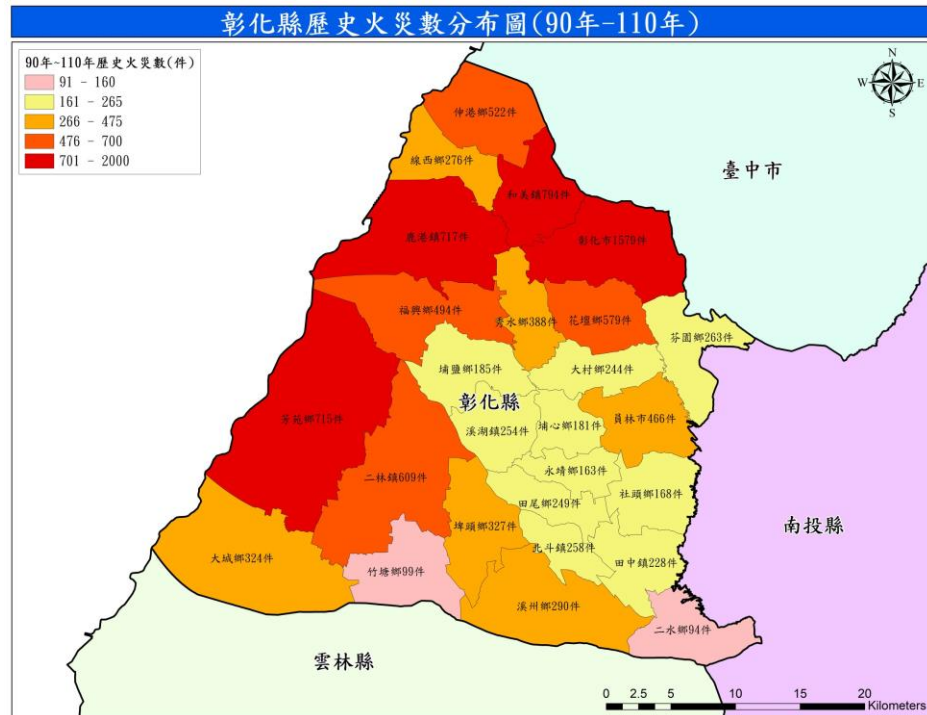 彰化縣歷史火災數分布圖(90年-110年)
90年~110年歷史火災數(件)
91 - 160
161 - 265
266 - 475
476 - 700
701 - 2000
N
W
E
S
伸港鄉522件
線西鄉276件
臺中市
和美鎮794件
鹿港鎮717件
彰化市1579件
福興鄉494件
秀水鄉388件
花壇鄉579件
芬園鄉263件
埔鹽鄉185件
大村鄉244件
彰化縣
芳苑鄉715件
溪湖鎮254件
埔心鄉181件
員林市466件
永靖鄉163件
二林鎮609件
田尾鄉249件
社頭鄉168件
埤頭鄉327件
南投縣
北斗鎮258件
大城鄉324件
竹塘鄉99件
田中鎮228件
溪州鄉290件
二水鄉94件
雲林縣
0 2.5 5 10 15 20
Kilometers